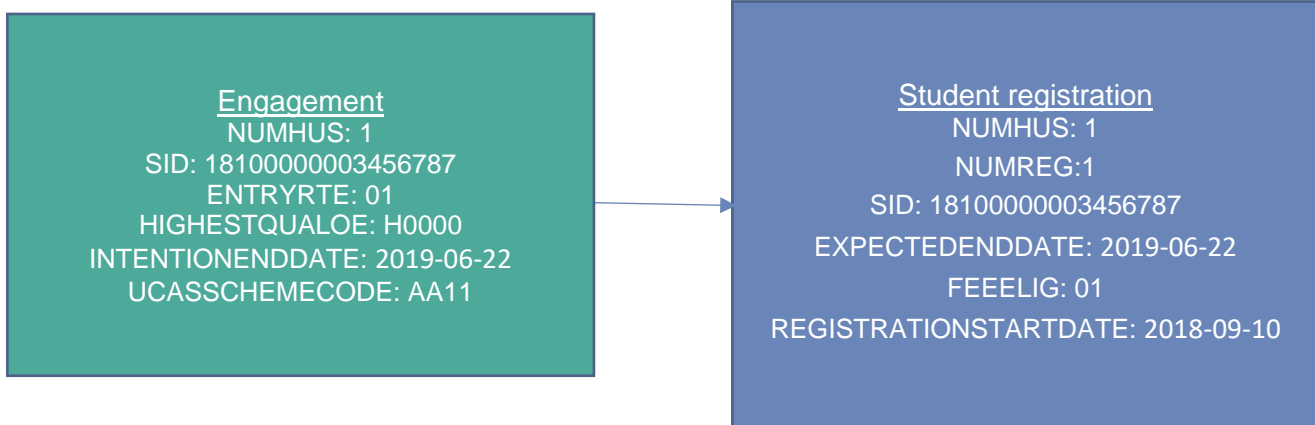 Engagement
NUMHUS: 1
SID: 18100000003456787
ENTRYRTE: 01
HIGHESTQUALOE: H0000
INTENTIONENDDATE: 2019-06-22
UCASSCHEMECODE: AA11
Student registration
NUMHUS: 1
NUMREG:1
SID: 18100000003456787
EXPECTEDENDDATE: 2019-06-22
FEEELIG: 01
REGISTRATIONSTARTDATE: 2018-09-10